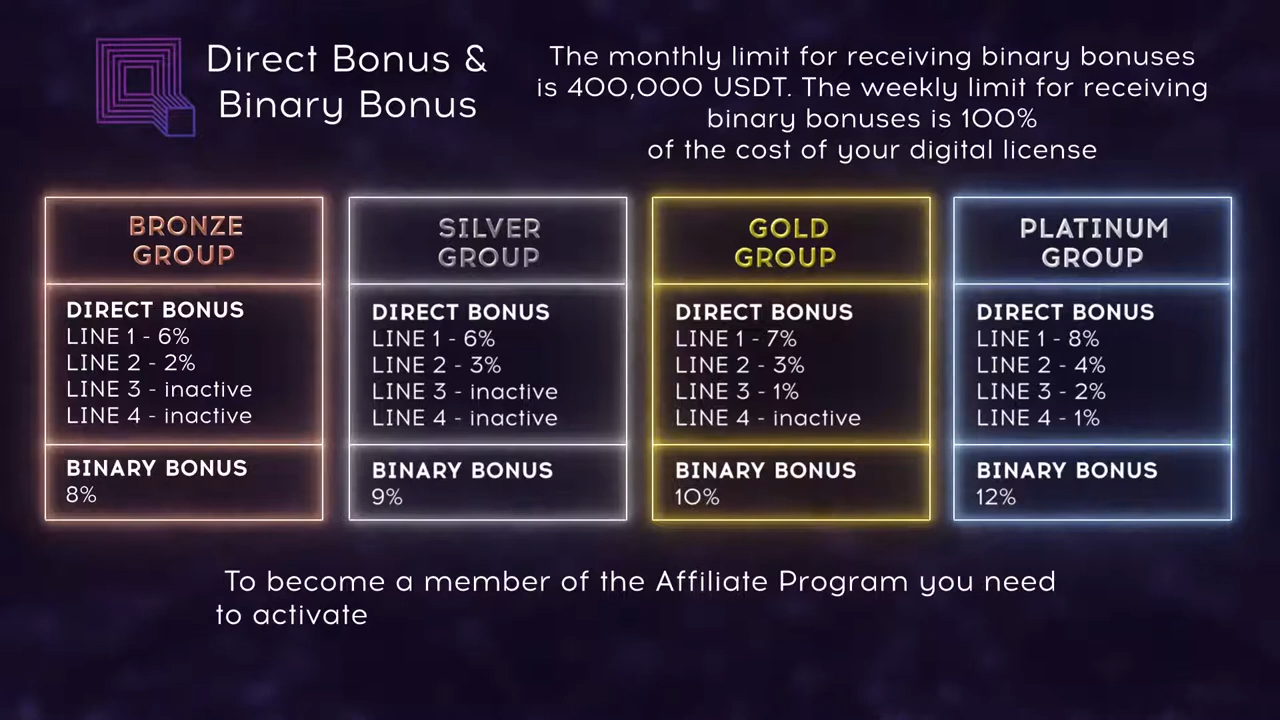 Direct Bonus &
Binary Bonus
The monthly limit for receiving binary bonuses
is 400,000 USDT. The weekly limit for receiving
binary bonuses is 100%
of the cost of your digital license
BRONZE
GROUP
DIRECT BONUS
LINE 1 - 6%
LINE 2 - 2%
LINE 3 - inactive
LINE 4 - inactive
BINARY BONUS
8%
SILVER
GROUP
DIRECT BONUS
LINE 1 - 6%
LINE 2 - 3%
LINE 3 - inactive
LINE 4 - inactive
BINARY BONUS
9%
GOLD
GROUP
DIRECT BONUS
LINE 1 - 7%
LINE 2 - 3%
LINE 3 - 1%
LINE 4 - inactive
BINARY BONUS
10%
PLATINUM
GROUP
DIRECT BONUS
LINE 1 - 8%
LINE 2 - 4%
LINE 3 - 2%
LINE 4 - 1%
BINARY BONUS
12%
To become a member of the Affiliate Program you need
to activate